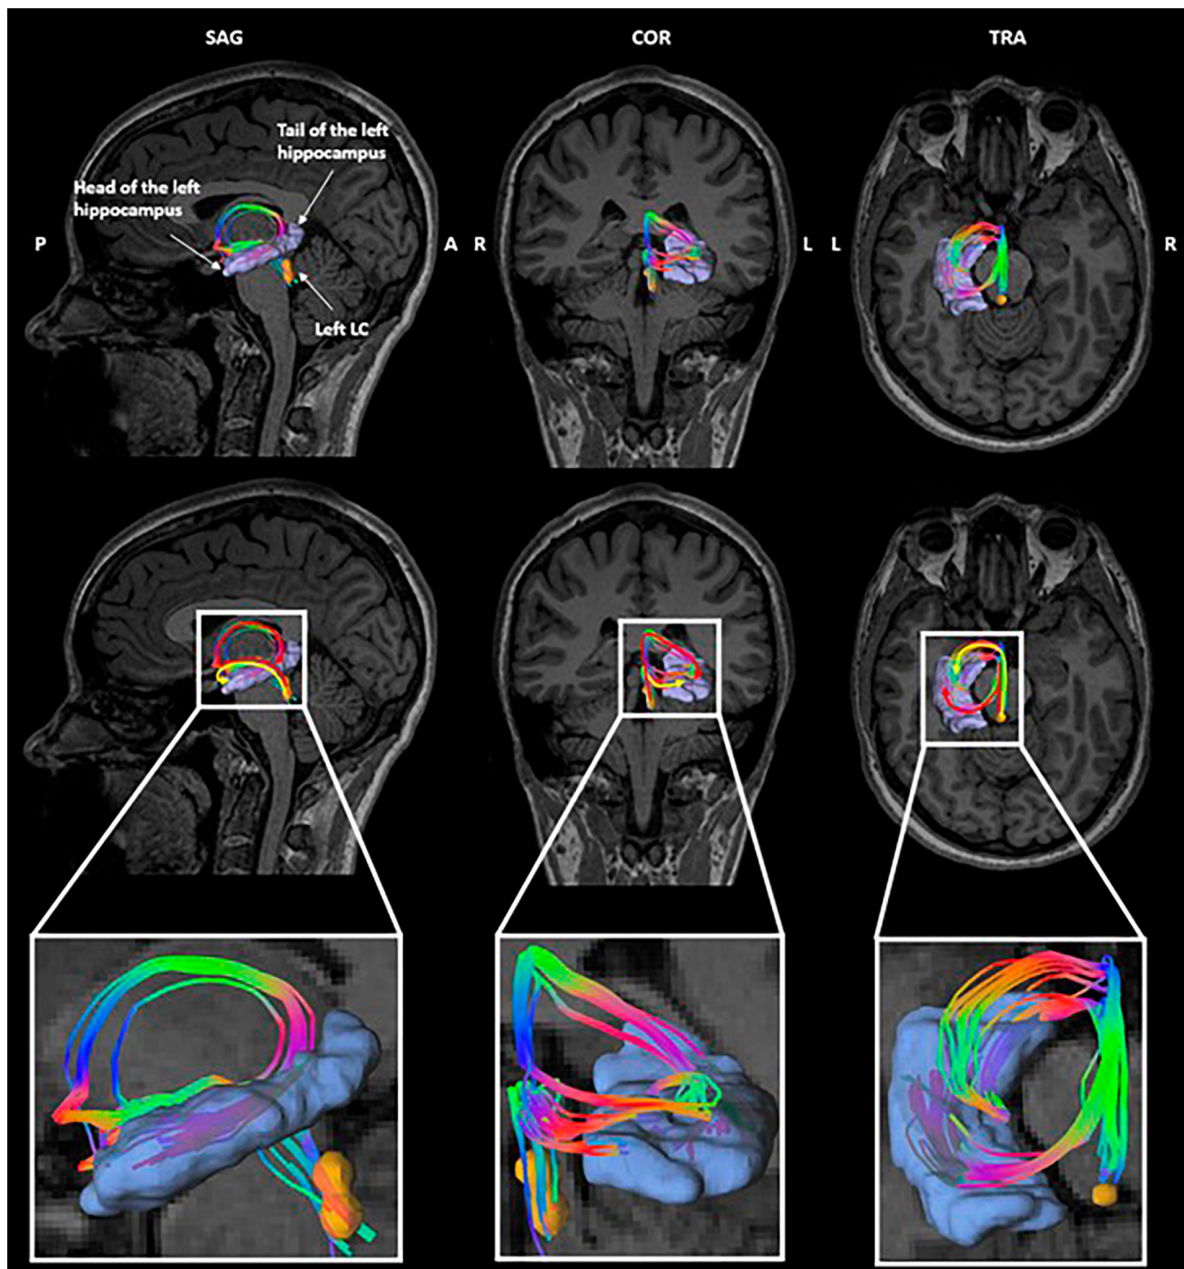 SAG
COR
TRA
Tail of the left
hippocampus
Head of the left
hippocampus
P
A
R
L
L
R
Left LC